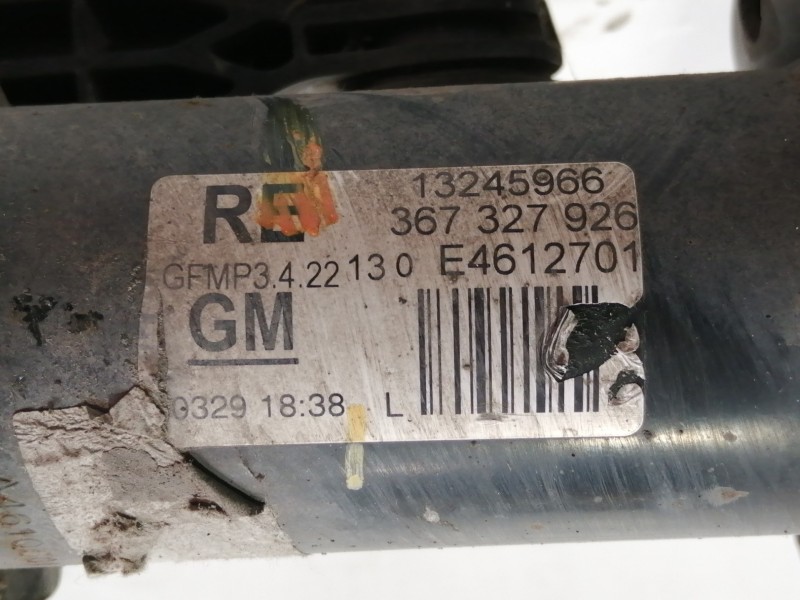 RE 13245966
367 327 926
GFMP3.4.22 13 0 E4612701
GM
0329 18:38 L